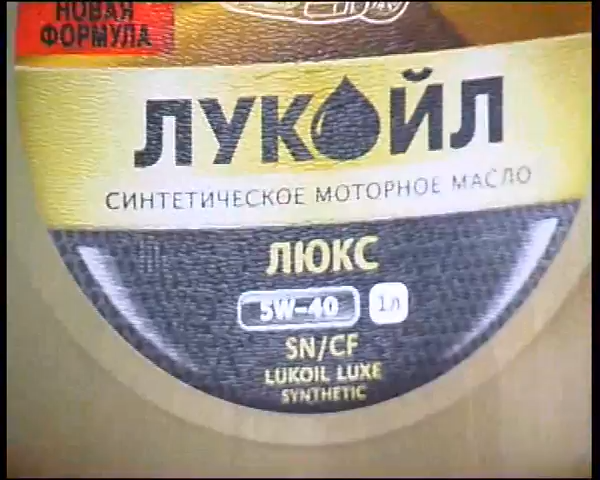 НОВАЯ
ФОРМУЛА
ЛУКОЙЛ
СИНТЕТИЧЕСКОЕ МОТОРНОЕ МАСЛО
ЛЮКС
5W-40 1л
SN/CF
LUKOIL LUXE
SYNTHETIC